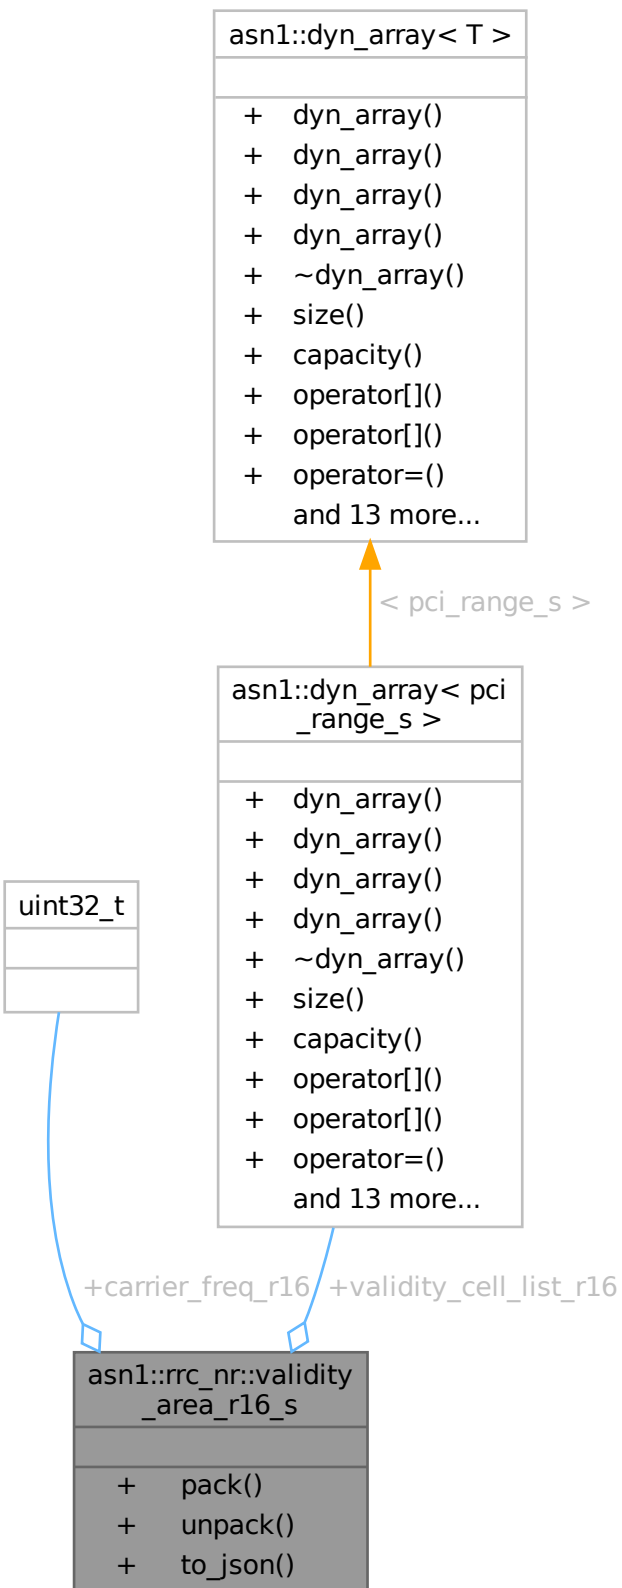 asn1::dyn_array< T >
+ dyn_array()
+ dyn_array()
+ dyn_array()
+ dyn_array()
+ ~dyn_array()
+ size()
+ capacity()
+ operator[]()
+ operator[]()
+ operator=()
and 13 more...
< pci_range_s >
asn1::dyn_array< pci
_range_s >
+ dyn_array()
+ dyn_array()
+ dyn_array()
+ dyn_array()
+ ~dyn_array()
+ size()
+ capacity()
+ operator[]()
+ operator[]()
+ operator=()
and 13 more...
uint32_t
+carrier_freq_r16
+validity_cell_list_r16
asn1::rrc_nr::validity
_area_r16_s
+ pack()
+ unpack()
+ to_json()